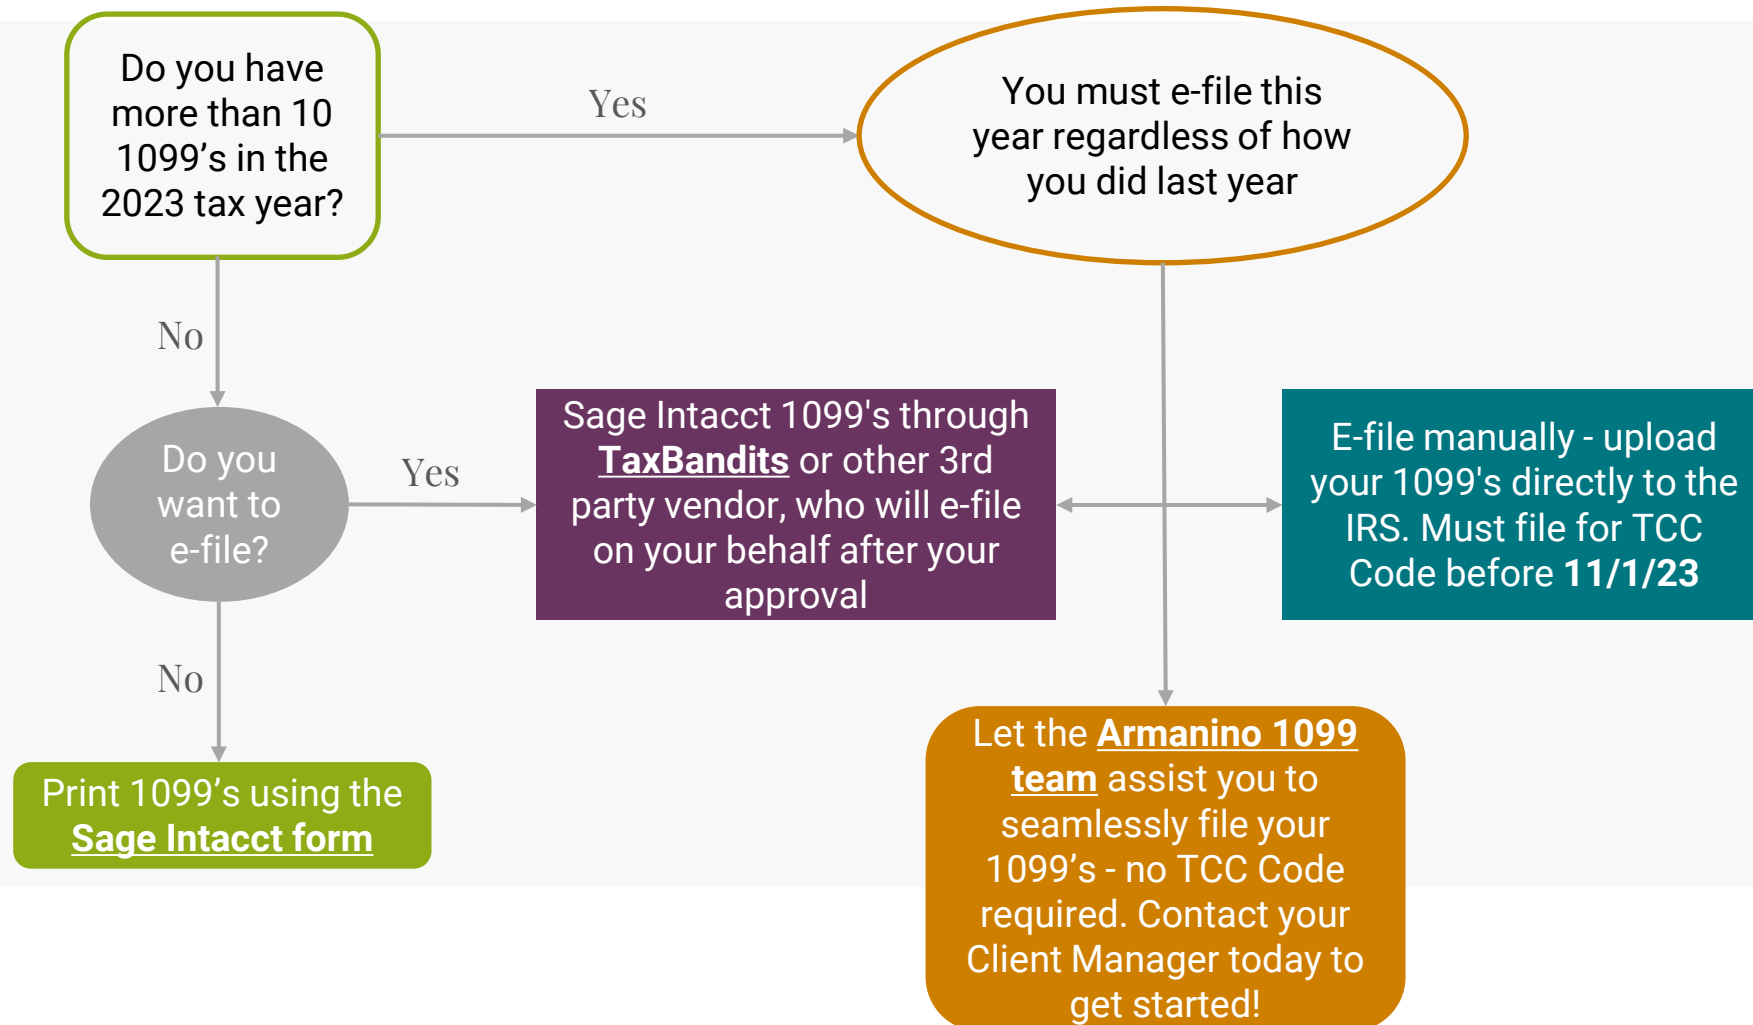 Do you have
more than 10
1099’s in the
2023 tax year?
Yes
You must e-file this
year regardless of how
you did last year
No
Do you
want to
e-file?
Yes
Sage Intacct 1099's through
TaxBandits or other 3rd
party vendor, who will e-file
on your behalf after your
approval
E-file manually - upload
your 1099's directly to the
IRS. Must file for TCC
Code before 11/1/23
No
Print 1099’s using the
Sage Intacct form
Let the Armanino 1099
team assist you to
seamlessly file your
1099’s - no TCC Code
required. Contact your
Client Manager today to
get started!